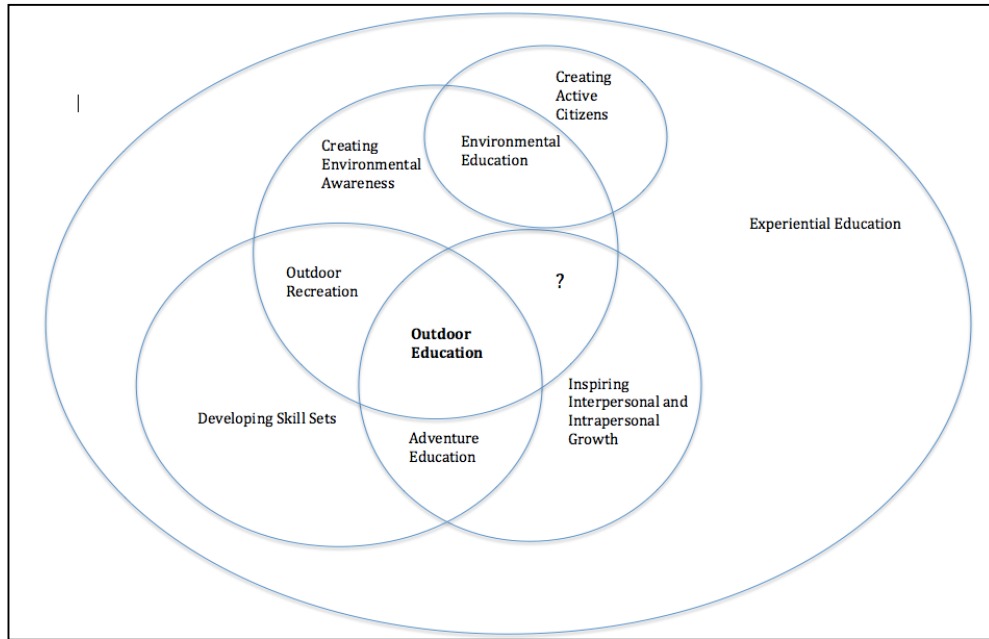 Creating
Active
Citizens
Creating
Environmental
Awareness
Environmental
Education
Experiential Education
Outdoor
Recreation
?
Outdoor
Education
Inspiring
Interpersonal and
Intrapersonal
Growth
Developing Skill Sets
Adventure
Education